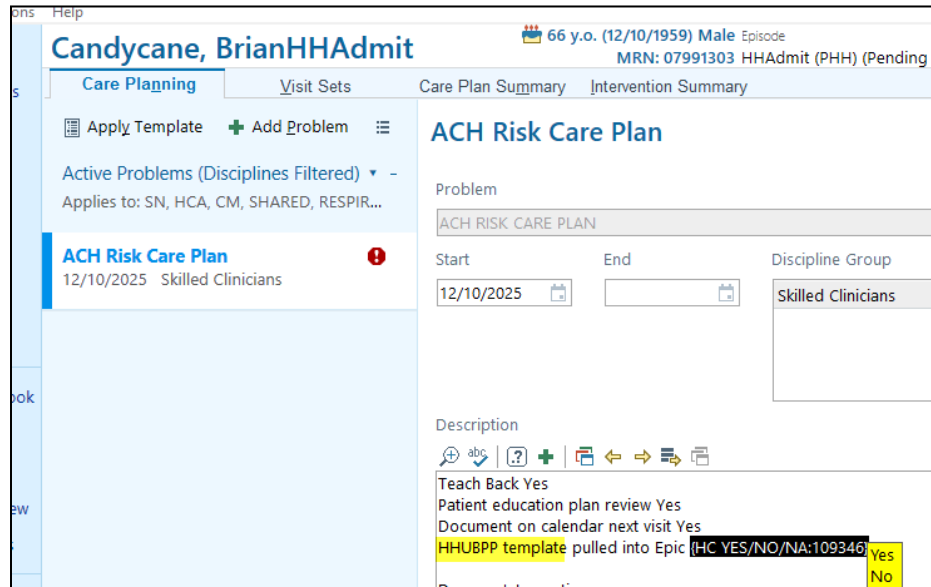 ons Help
Candycane, BrianHHAdmit
66 y.o. (12/10/1959) Male Episode
MRN: 07991303 HHAdmit (PHH) (Pending
s
Care Planning Visit Sets Care Plan Summary Intervention Summary
Apply Template Add Problem
ACH Risk Care Plan
Active Problems (Disciplines Filtered)
Applies to: SN, HCA, CM, SHARED, RESPIR...
Problem
ACH RISK CARE PLAN
ACH Risk Care Plan
12/10/2025 Skilled Clinicians
Start End Discipline Group
12/10/2025
Skilled Clinicians
ook
Description
abc
Teach Back Yes
Patient education plan review Yes
ew
Document on calendar next visit Yes
HHUBPP template pulled into Epic {HC YES/NO/NA:109346}
Yes
No